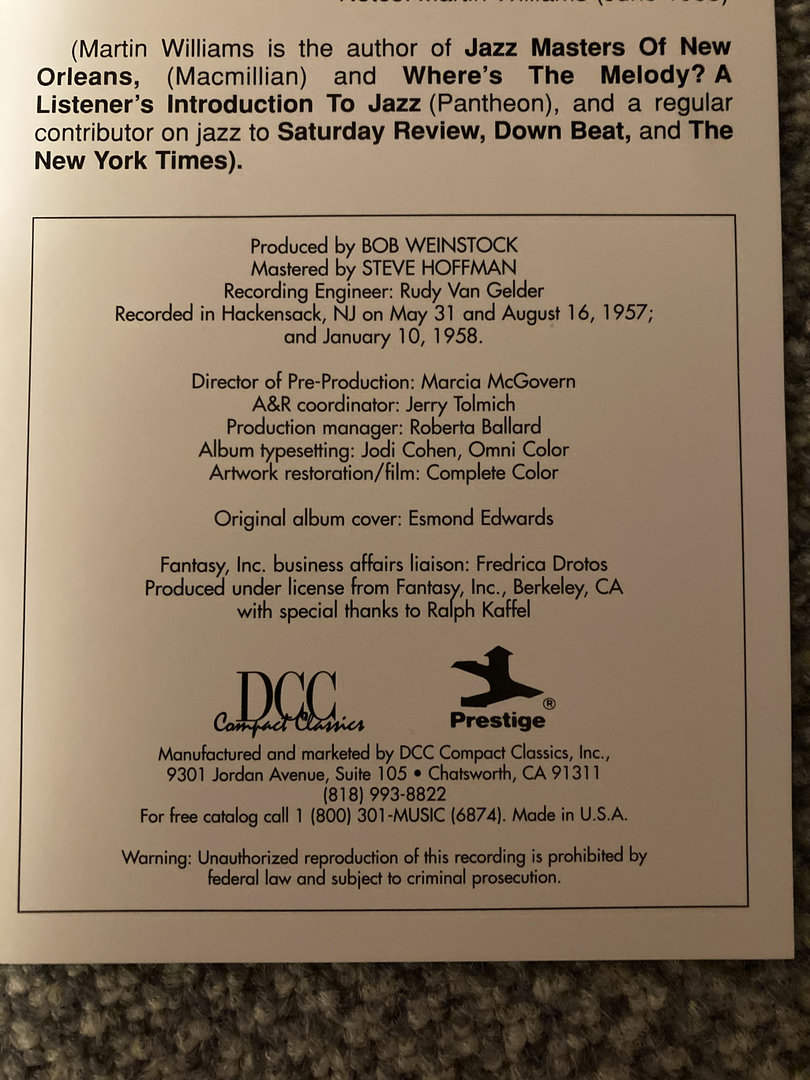 (Martin Williams is the author of Jazz Masters Of New
Orleans, (Macmillian) and Where's The Melody? A
Listener's Introduction To Jazz (Pantheon), and a regular
contributor on jazz to Saturday Review, Down Beat, and The
New York Times).
Produced by BOB WEINSTOCK
Mastered by STEVE HOFFMAN
Recording Engineer: Rudy Van Gelder
Recorded in Hackensack, NJ on May 31 and August 16, 1957;
and January 10, 1958.
Director of Pre-Production: Marcia McGovern
A&R coordinator: Jerry Tolmich
Production manager: Roberta Ballard
Album typesetting: Jodi Cohen, Omni Color
Artwork restoration/film: Complete Color
Original album cover: Esmond Edwards
Fantasy, Inc. business affairs liaison: Fredrica Drotos
Produced under license from Fantasy, Inc., Berkeley, CA
with special thanks to Ralph Kaffel
DCC
Compact Classics
Prestige®
Manufactured and marketed by DCC Compact Classics, Inc.,
9301 Jordan Avenue, Suite 105 • Chatsworth, CA 91311
(818) 993-8822
For free catalog call 1 (800) 301-MUSIC (6874). Made in U.S.A.
Warning: Unauthorized reproduction of this recording is prohibited by
federal law and subject to criminal prosecution.